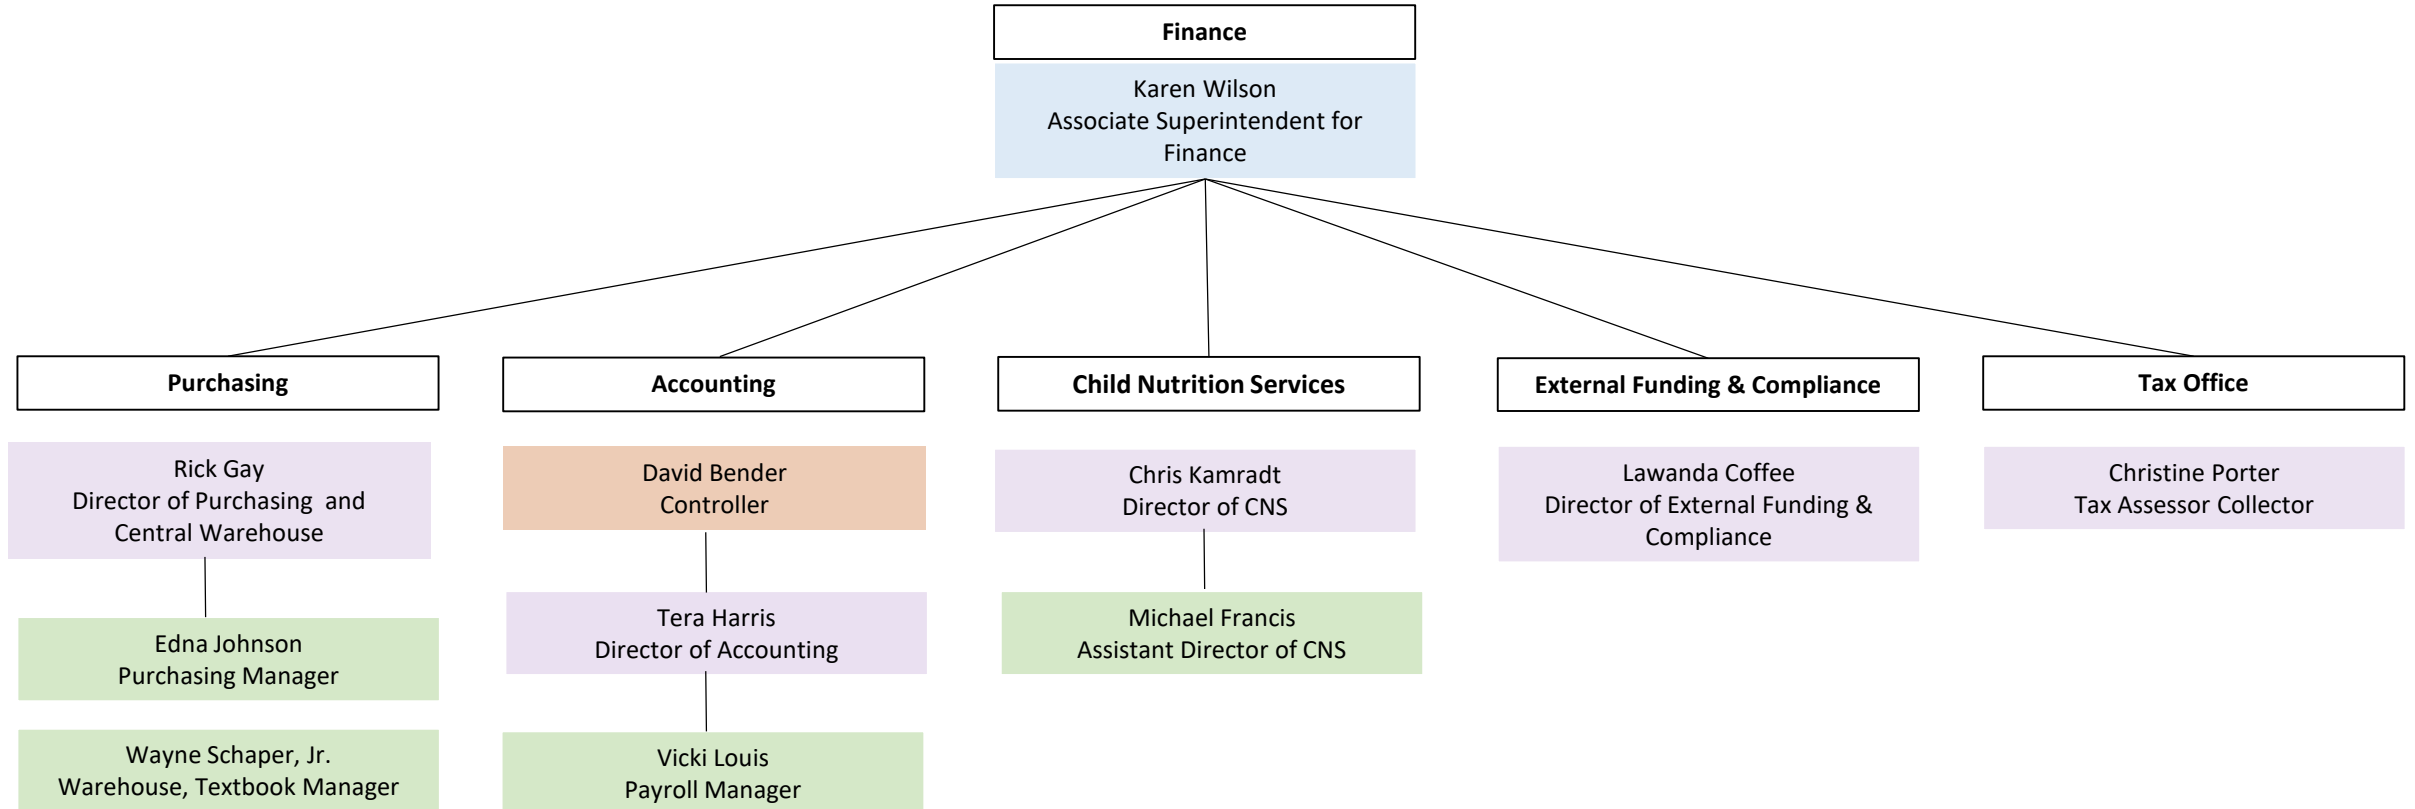 Finance
Karen Wilson
Associate Superintendent for
Finance
Purchasing
Accounting
Child Nutrition Services
External Funding & Compliance
Tax Office
Rick Gay
Director of Purchasing  and
Central Warehouse
David Bender
Controller
Chris Kamradt
Director of CNS
Lawanda Coffee
Director of External Funding &
Compliance
Christine Porter
Tax Assessor Collector
Edna Johnson
Purchasing Manager
Tera Harris
Director of Accounting
Michael Francis
Assistant Director of CNS
Wayne Schaper, Jr.
Warehouse, Textbook Manager
Vicki Louis
Payroll Manager